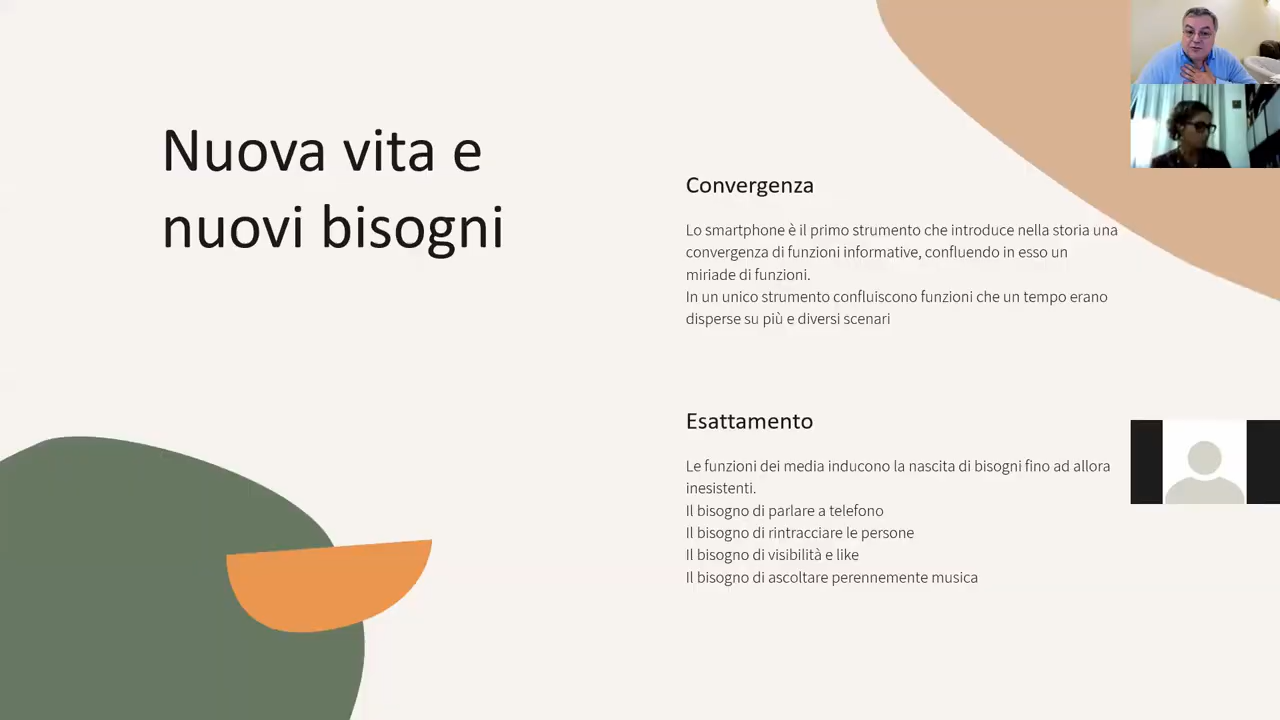 Nuova vita e
nuovi bisogni
Convergenza
Lo smartphone è il primo strumento che introduce nella storia una
convergenza di funzioni informative, confluendo in esso un
miriade di funzioni.
In un unico strumento confluiscono funzioni che un tempo erano
disperse su più e diversi scenari
Esattamento
Le funzioni dei media inducono la nascita di bisogni fino ad allora
inesistenti.
Il bisogno di parlare a telefono
Il bisogno di rintracciare le persone
Il bisogno di visibilità e like
Il bisogno di ascoltare perennemente musica